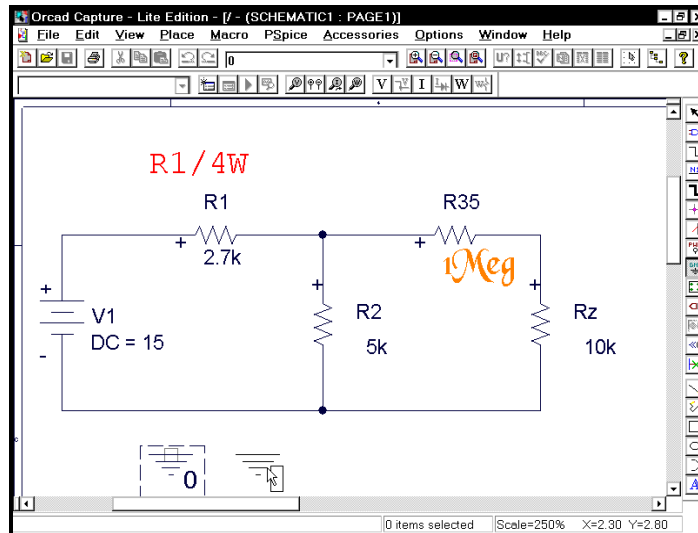 Orcad Capture - Lite Edition - [/ - (SCHEMATIC1 : PAGE1)]
File Edit View Place Macro PSpice Accessories Options Window Help
0
U?
V I W
R1/4W
R1
R35
+
2.7k
+
1Meg
+
V1
DC = 15
-
+
R2
5k
+
Rz
10k
0
A
0 items selected Scale=250% X=2.30 Y=2.80